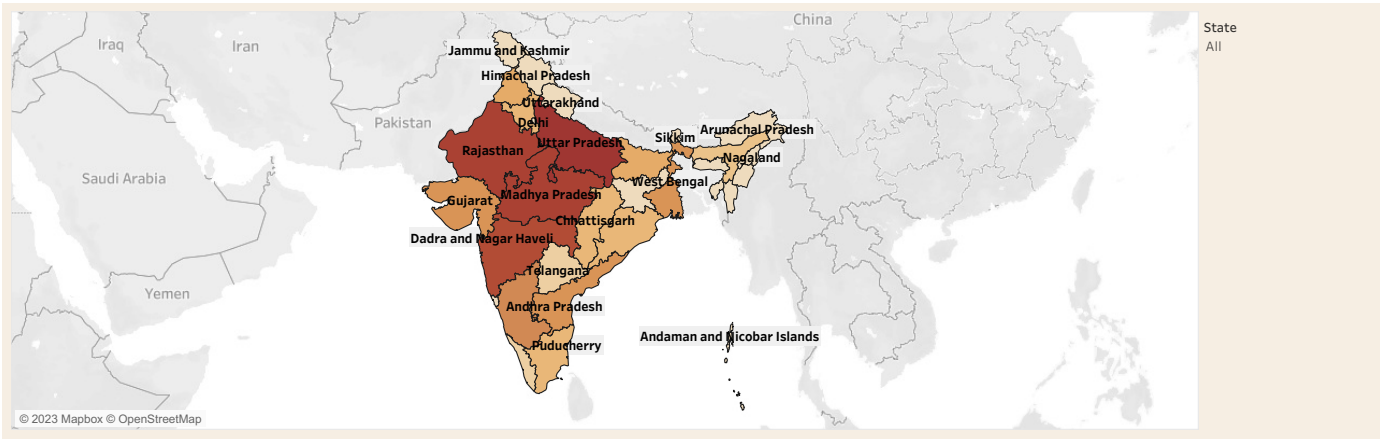 China
State
All
Iraq
Iran
Jammu and Kashmir
Himachal Pradesh
Uttarakhand
Pakistan
Delhi
Sikkim
Arunachal Pradesh
Rajasthan
Uttar Pradesh
Nagaland
Saudi Arabia
West Bengal
Madhya Pradesh
Gujarat
Chhattisgarh
Dadra and Nagar Haveli
Telangana
Yemen
Andhra Pradesh
Andaman and Nicobar Islands
Puducherry
© 2023 Mapbox © OpenStreetMap